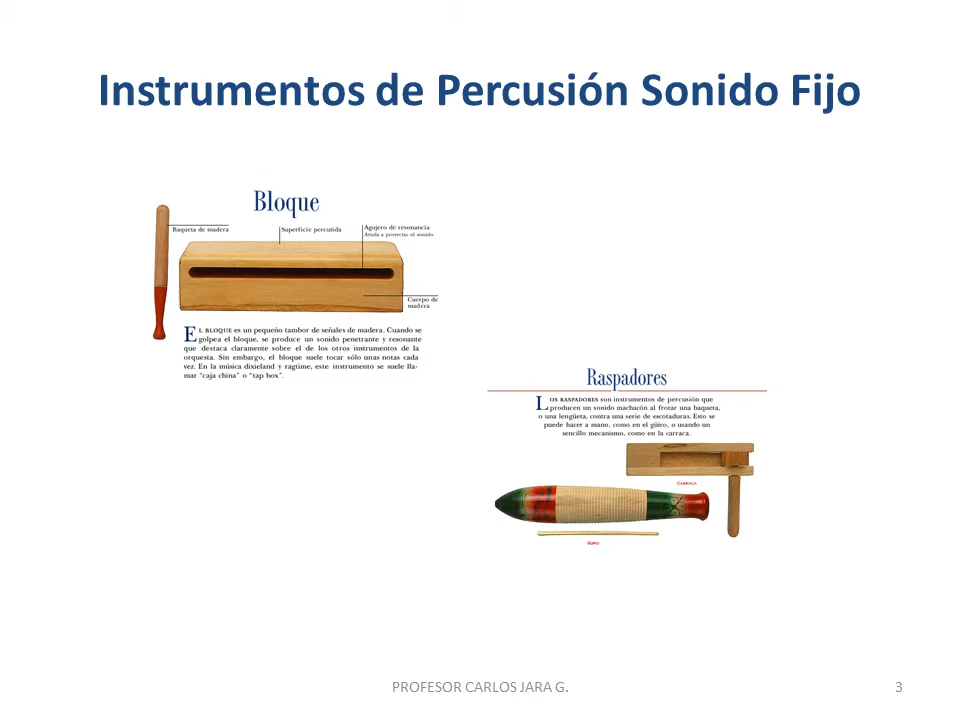 Instrumentos de Percusión Sonido Fijo
Bloque
Baqueta de madera
Superficie percutida
Agujero de resonancia
Ayuda a proyectar el sonido.
Cuerpo de
madera
EL BLOQUE es un pequeño tambor de señales de madera. Cuando se
golpea el bloque, se produce un sonido penetrante y resonante
que destaca claramente sobre el de los otros instrumentos de la
orquesta. Sin embargo, el bloque suele tocar sólo unas notas cada
vez. En la música dixieland y ragtime, este instrumento se suele lla-
mar “caja china” o “tap box”.
Raspadores
LOS RASPADORES son instrumentos de percusión que
producen un sonido machacón al frotar una baqueta,
o una lengüeta, contra una serie de escotaduras. Esto se
puede hacer a mano, como en el güiro, o usando un
sencillo mecanismo, como en la carraca.
CARRACA
GÜIRO
PROFESOR CARLOS JARA G.
3